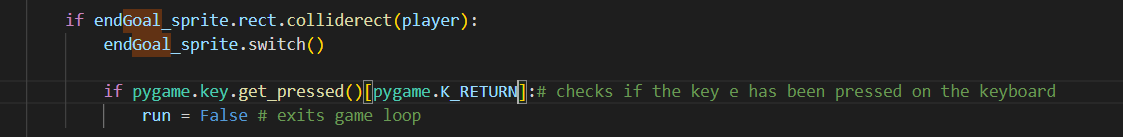 if endGoal_sprite.rect.colliderect(player):
endGoal_sprite.switch()
if pygame.key.get_pressed()[pygame.K_RETURN]:# checks if the key e has been pressed on the keyboard
run = False # exits game loop